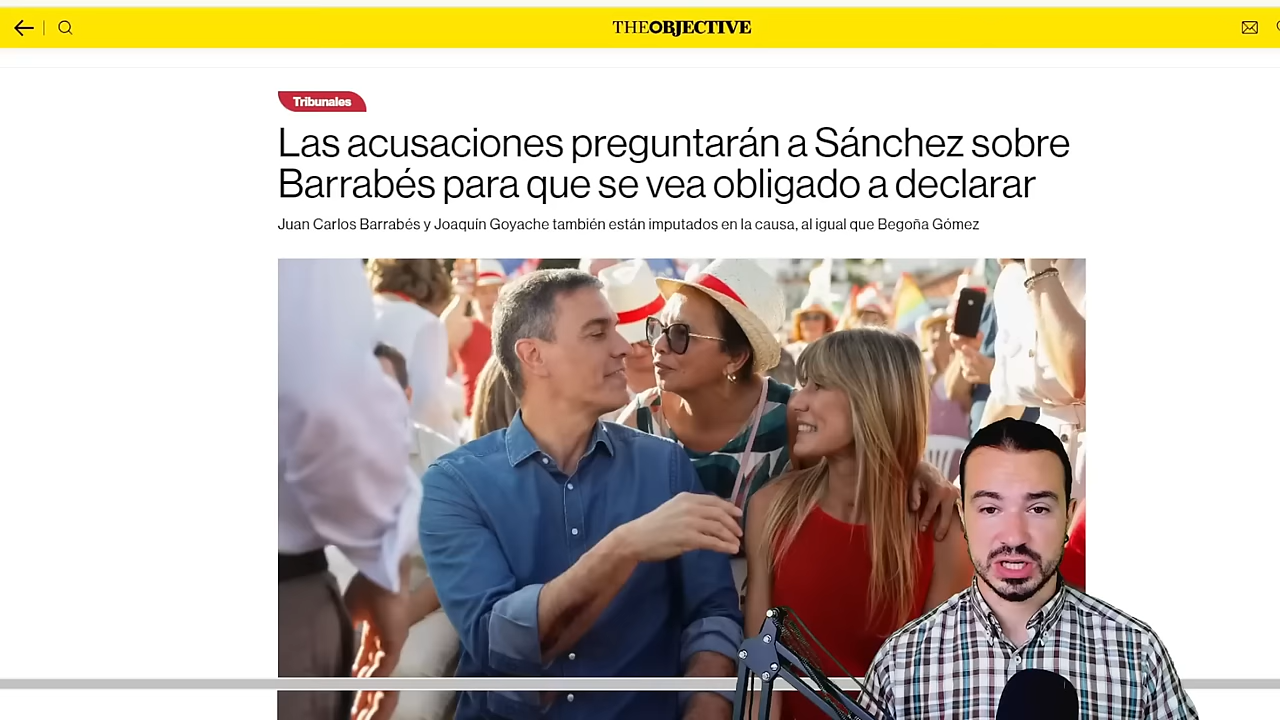 THEOBJECTIVE
Tribunales
Las acusaciones preguntarán a Sánchez sobre
Barrabés para que se vea obligado a declarar
Juan Carlos Barrabés y Joaquín Goyache también están imputados en la causa, al igual que Begoña Gómez